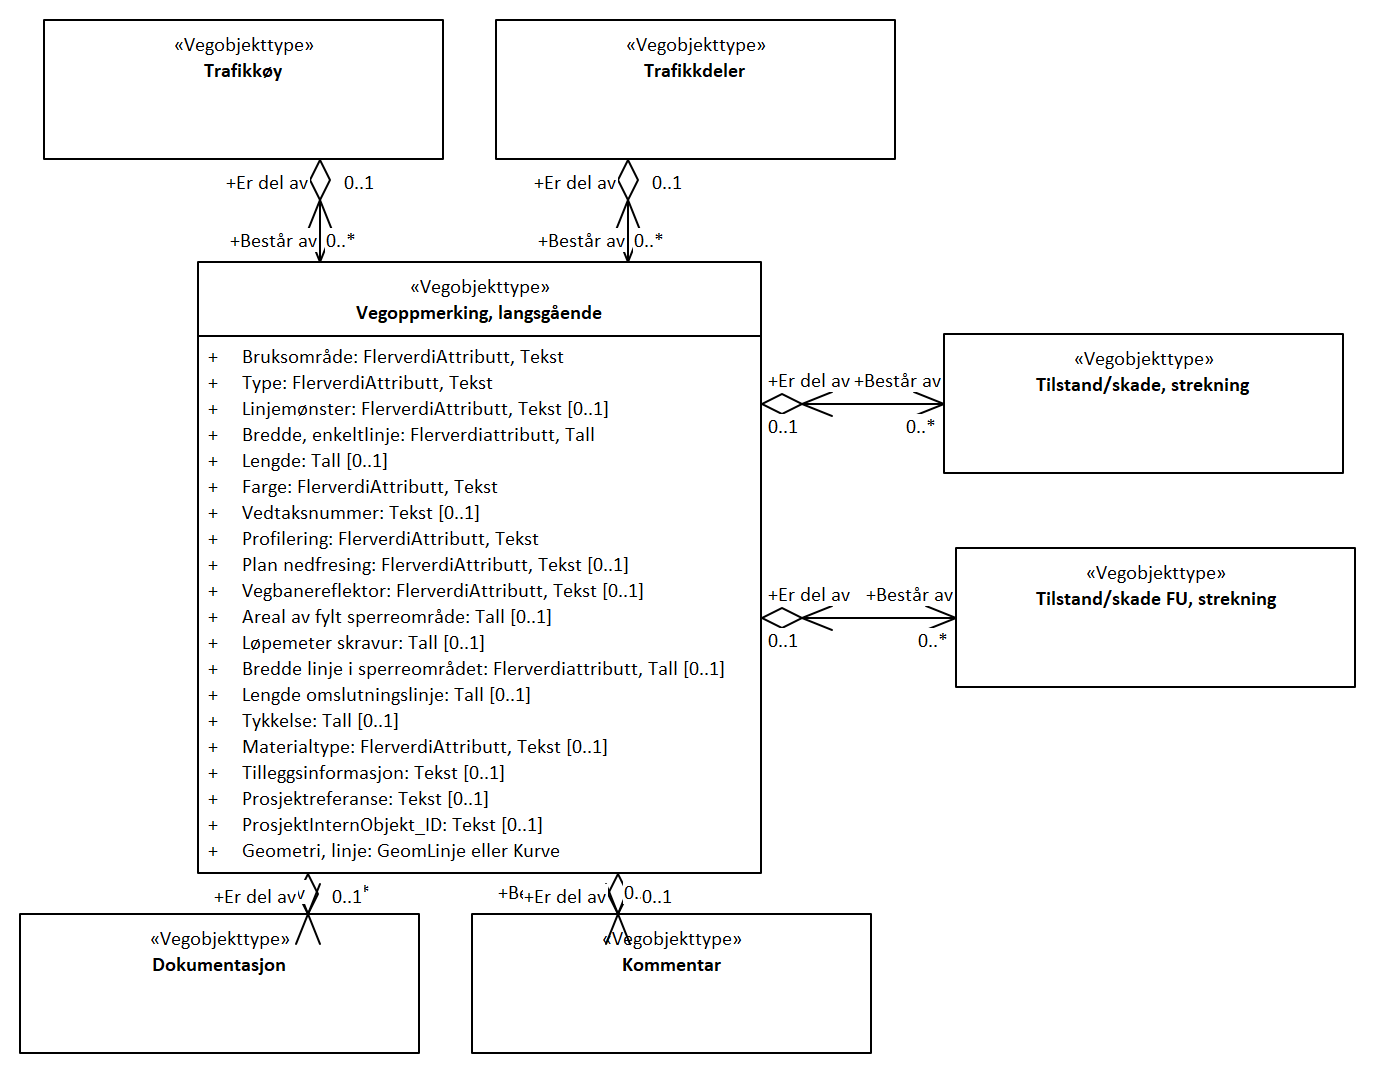 «Vegobjekttype»
Trafikkøy
«Vegobjekttype»
Trafikkdeler
+Er del av
0..1
+Er del av
0..1
+Består av
0..*
+Består av
0..*
«Vegobjekttype»
Vegoppmerking, langsgående
+ Bruksområde: FlerverdiAttributt, Tekst
+ Type: FlerverdiAttributt, Tekst
+ Linjemønster: FlerverdiAttributt, Tekst [0..1]
+ Bredde, enkeltlinje: Flerverdiattributt, Tall
+ Lengde: Tall [0..1]
+ Farge: FlerverdiAttributt, Tekst
+ Vedtaksnummer: Tekst [0..1]
+ Profilering: FlerverdiAttributt, Tekst
+ Plan nedfresing: FlerverdiAttributt, Tekst [0..1]
+ Vegbanereflektor: FlerverdiAttributt, Tekst [0..1]
+ Areal av fylt sperreområde: Tall [0..1]
+ Løpemeter skravur: Tall [0..1]
+ Bredde linje i sperreområdet: Flerverdiattributt, Tall [0..1]
+ Lengde omslutningslinje: Tall [0..1]
+ Tykkelse: Tall [0..1]
+ Materialtype: FlerverdiAttributt, Tekst [0..1]
+ Tilleggsinformasjon: Tekst [0..1]
+ Prosjektreferanse: Tekst [0..1]
+ ProsjektInternObjekt_ID: Tekst [0..1]
+ Geometri, linje: GeomLinje eller Kurve
«Vegobjekttype»
Tilstand/skade, strekning
+Er del av
+Består av
0..1
0..*
«Vegobjekttype»
Tilstand/skade FU, strekning
+Er del av
+Består av
0..1
0..*
+Er del av
0..1
+Er del av
0..1
«Vegobjekttype»
Dokumentasjon
«Vegobjekttype»
Kommentar